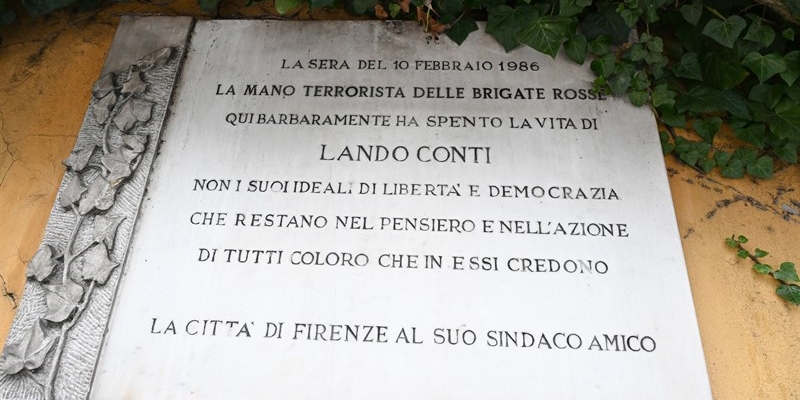 LA SERA DEL 10 FEBBRAIO 1986
LA MANO TERRORISTA DELLE BRIGATE ROSSE
QUI BARBARAMENTE HA SPENTO LA VITA DI
LANDO CONTI
NON I SUOI IDEALI DI LIBERTA' E DEMOCRAZIA
CHE RESTANO NEL PENSIERO E NELL'AZIONE
DI TUTTI COLORO CHE IN ESSI CREDONO
LA CITTA' DI FIRENZE AL SUO SINDACO AMICO